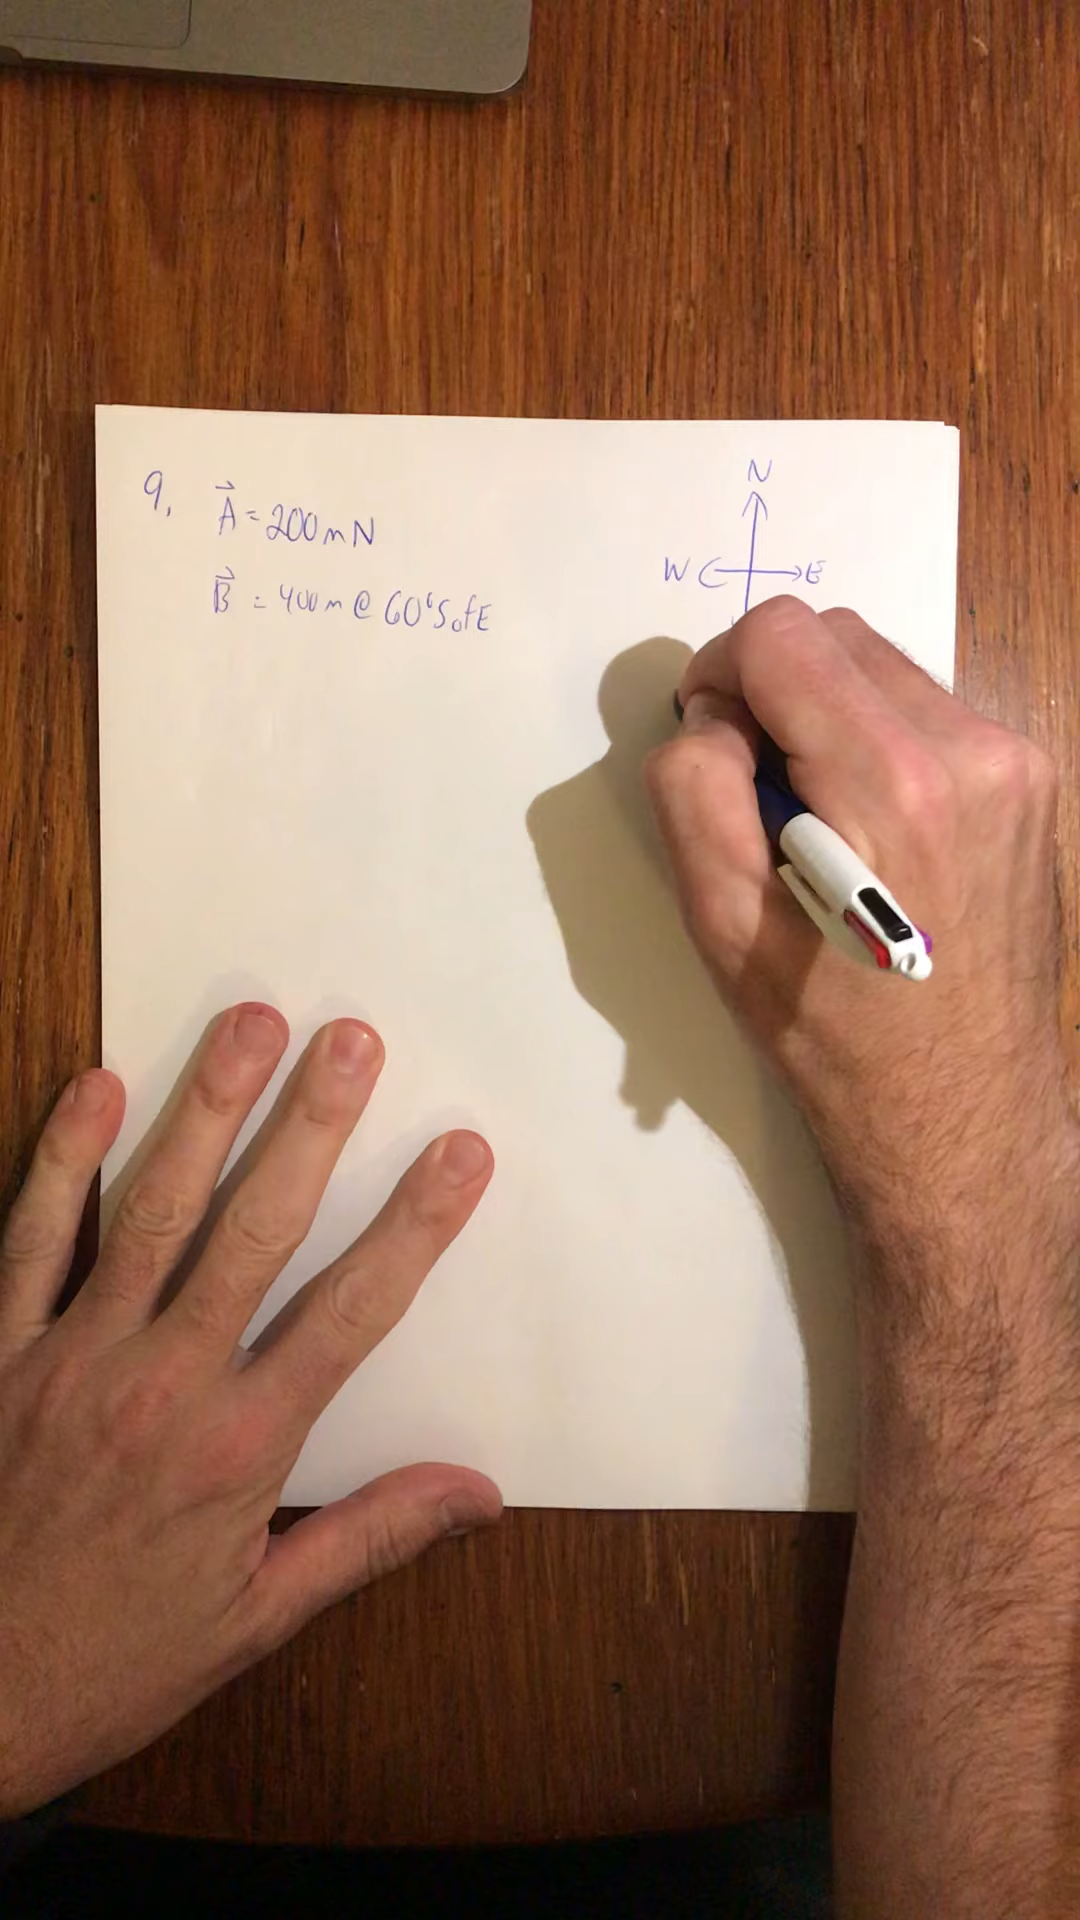 9. A⃗ = 200 m N
B⃗ = 400 m @ 60° S of E
N
W E